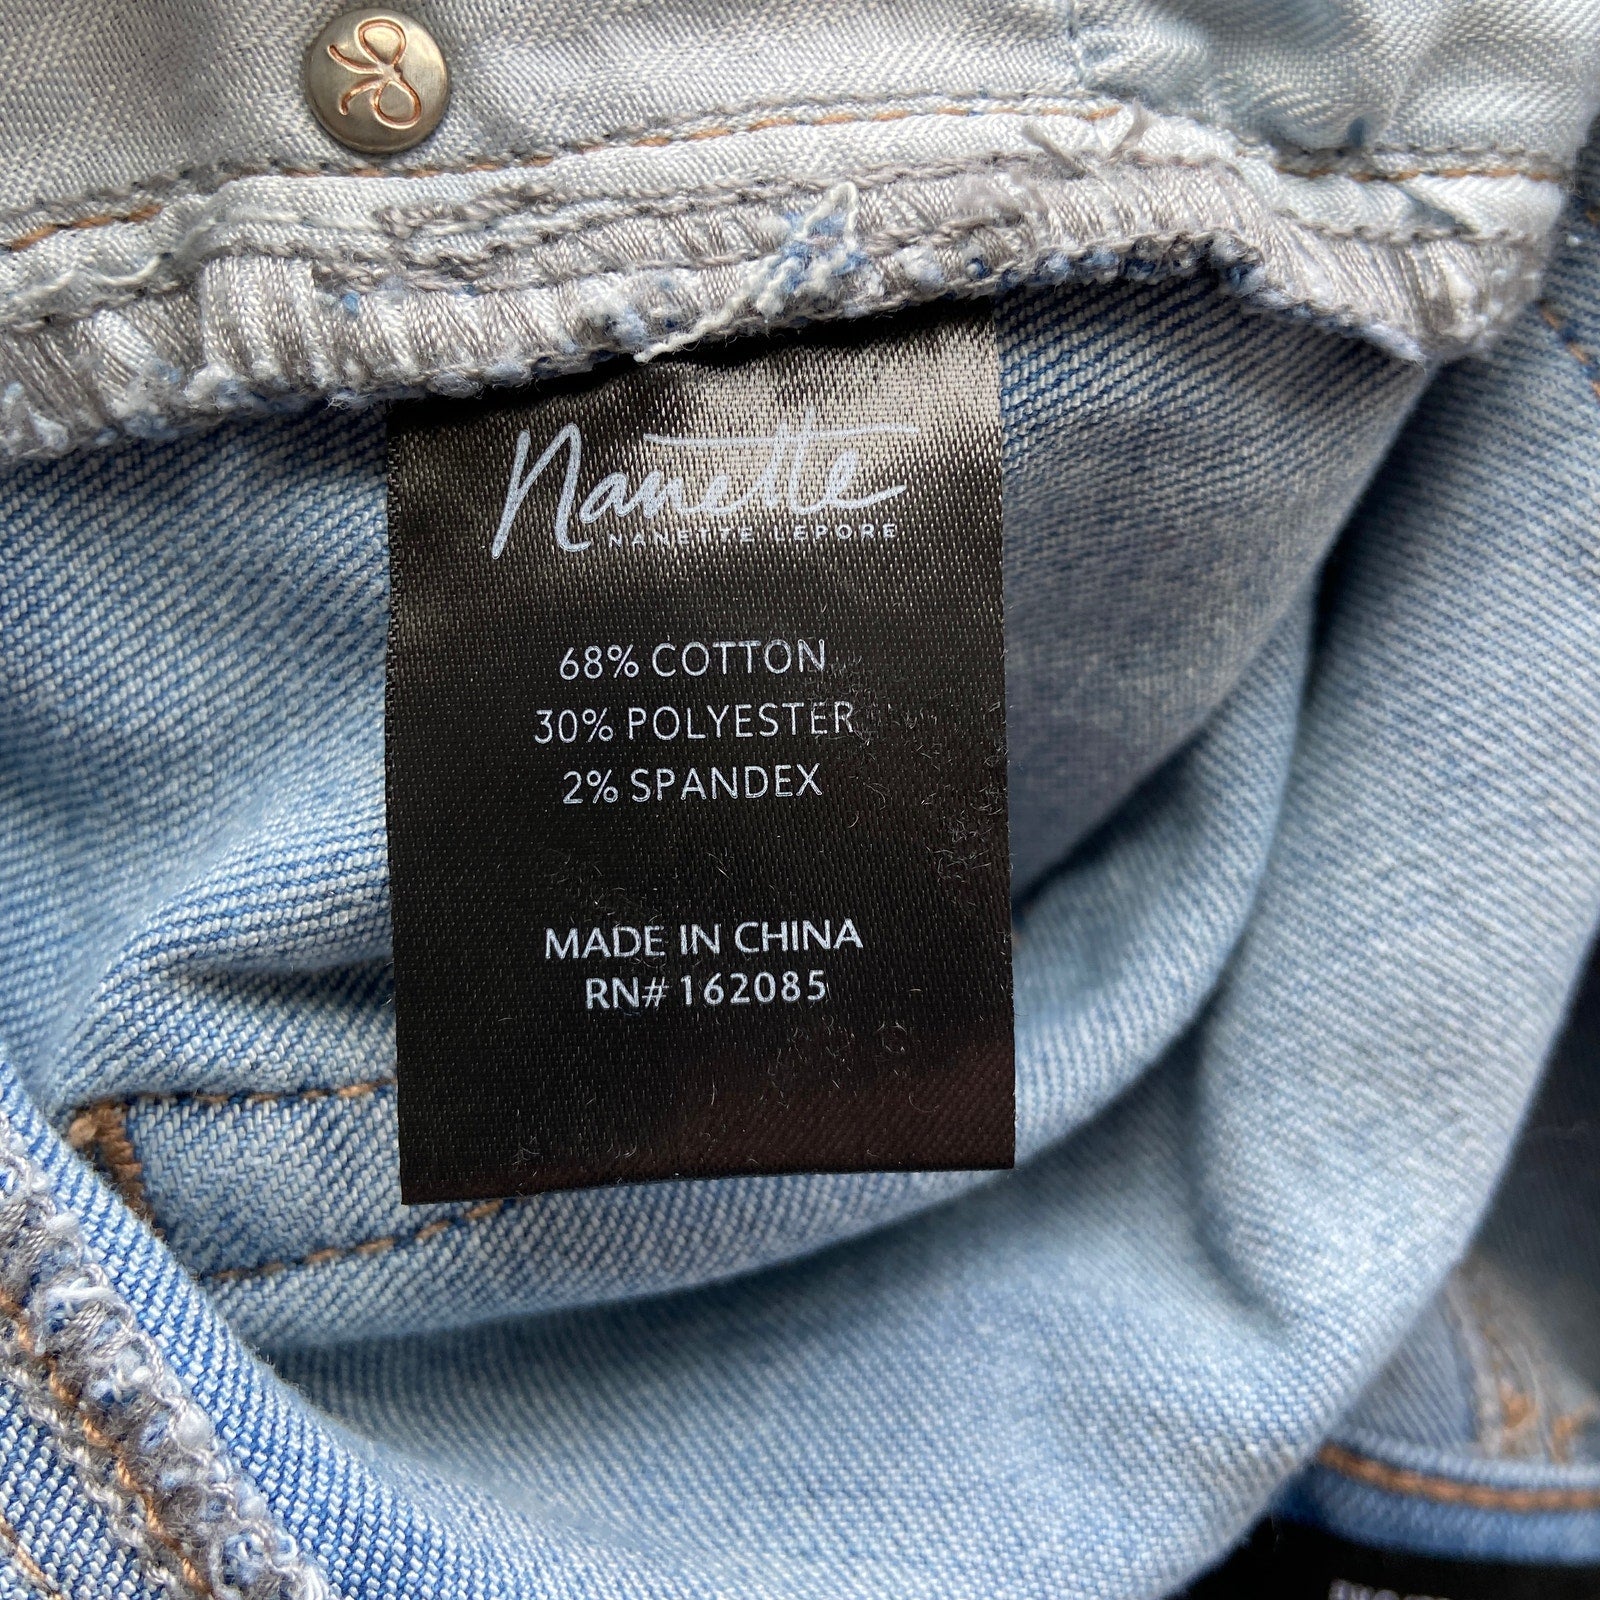 Nanette
NANETTE LEPORE
68% COTTON
30% POLYESTER
2% SPANDEX
MADE IN CHINA
RN# 162085